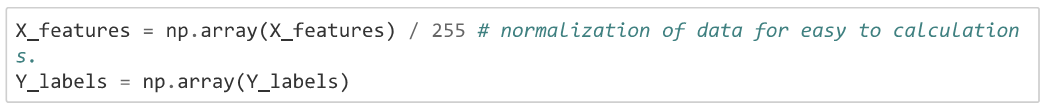 X_features = np.array(X_features) / 255 # normalization of data for easy to calculation
s.
Y_labels = np.array(Y_labels)